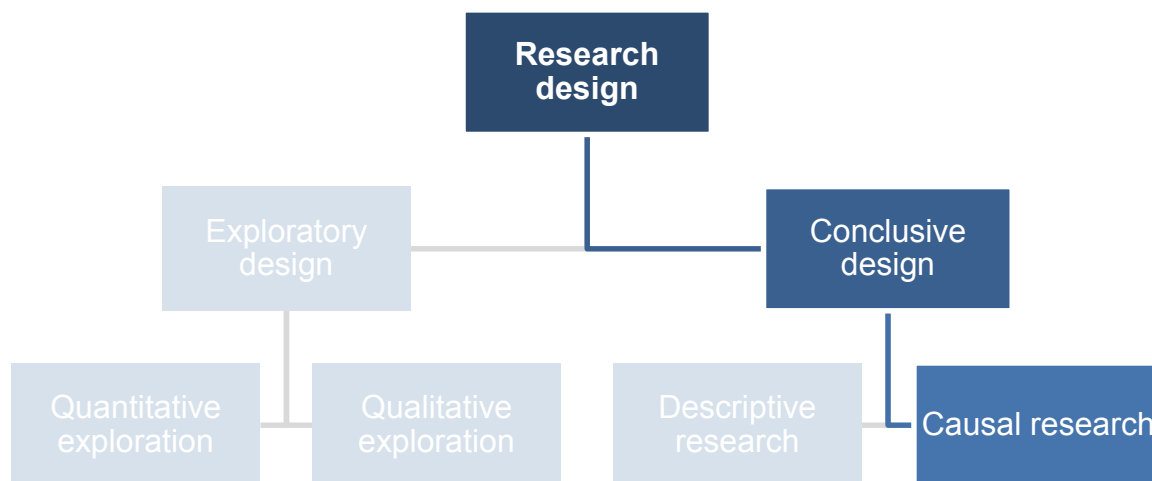 Research
design
Exploratory
design
Conclusive
design
Quantitative
exploration
Qualitative
exploration
Descriptive
research
Causal research